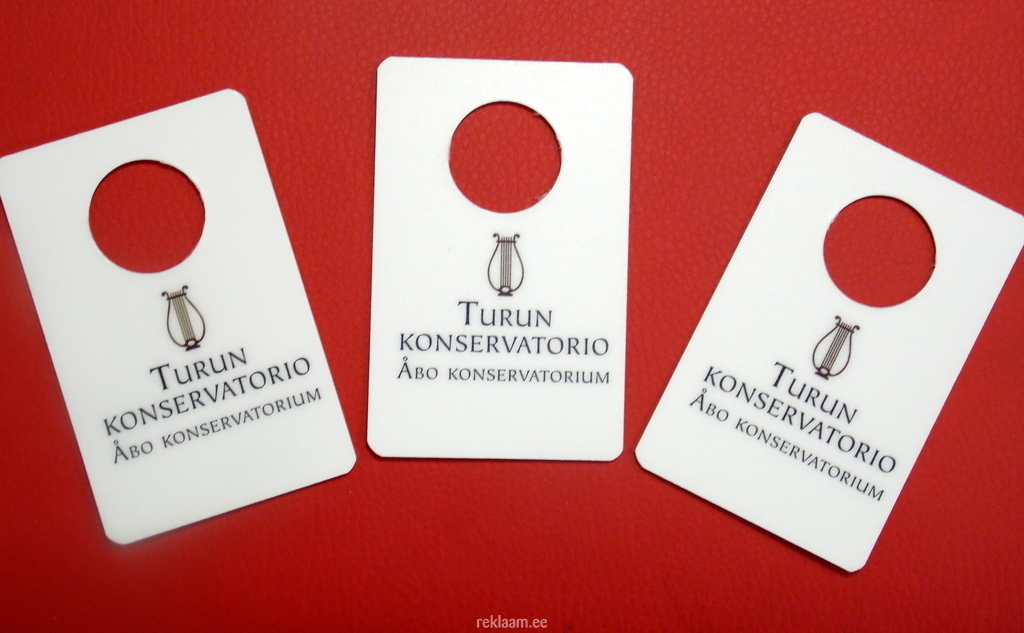 Turun
konservatorio
Åbo konservatorium
Turun
konservatorio
Åbo konservatorium
Turun
konservatorio
Åbo konservatorium
reklaam.ee